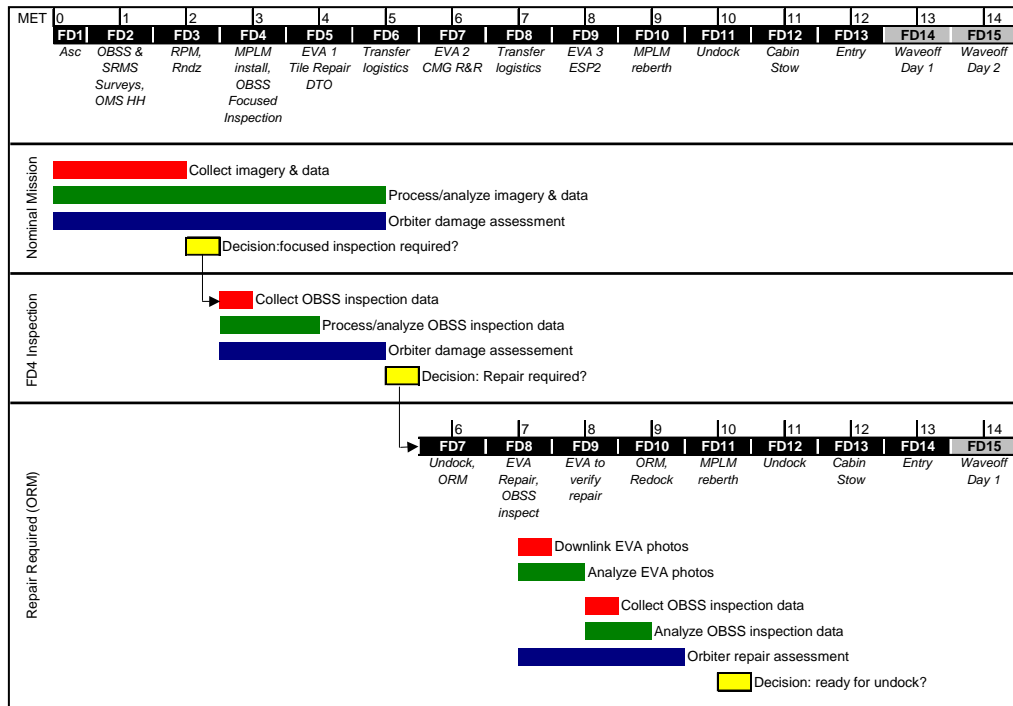 MET 0 1 2 3 4 5 6 7 8 9 10 11 12 13 14
FD1 FD2 FD3 FD4 FD5 FD6 FD7 FD8 FD9 FD10 FD11 FD12 FD13 FD14 FD15
Asc
OBSS &
SRMS
Surveys,
OMS HH
RPM,
Rndz
MPLM
install,
OBSS
Focused
Inspection
EVA 1
Tile Repair
DTO
Transfer
logistics
EVA 2
CMG R&R
Transfer
logistics
EVA 3
ESP2
MPLM
reberth
Undock
Cabin
Stow
Entry
Waveoff
Day 1
Waveoff
Day 2
Nominal Mission
Collect imagery & data
Process/analyze imagery & data
Orbiter damage assessment
Decision:focused inspection required?
FD4 Inspection
Collect OBSS inspection data
Process/analyze OBSS inspection data
Orbiter damage assessement
Decision: Repair required?
Repair Required (ORM)
6 7 8 9 10 11 12 13 14
FD7 FD8 FD9 FD10 FD11 FD12 FD13 FD14 FD15
Undock,
ORM
EVA
Repair,
OBSS
inspect
EVA to
verify
repair
ORM,
Redock
MPLM
reberth
Undock
Cabin
Stow
Entry
Waveoff
Day 1
Downlink EVA photos
Analyze EVA photos
Collect OBSS inspection data
Analyze OBSS inspection data
Orbiter repair assessment
Decision: ready for undock?